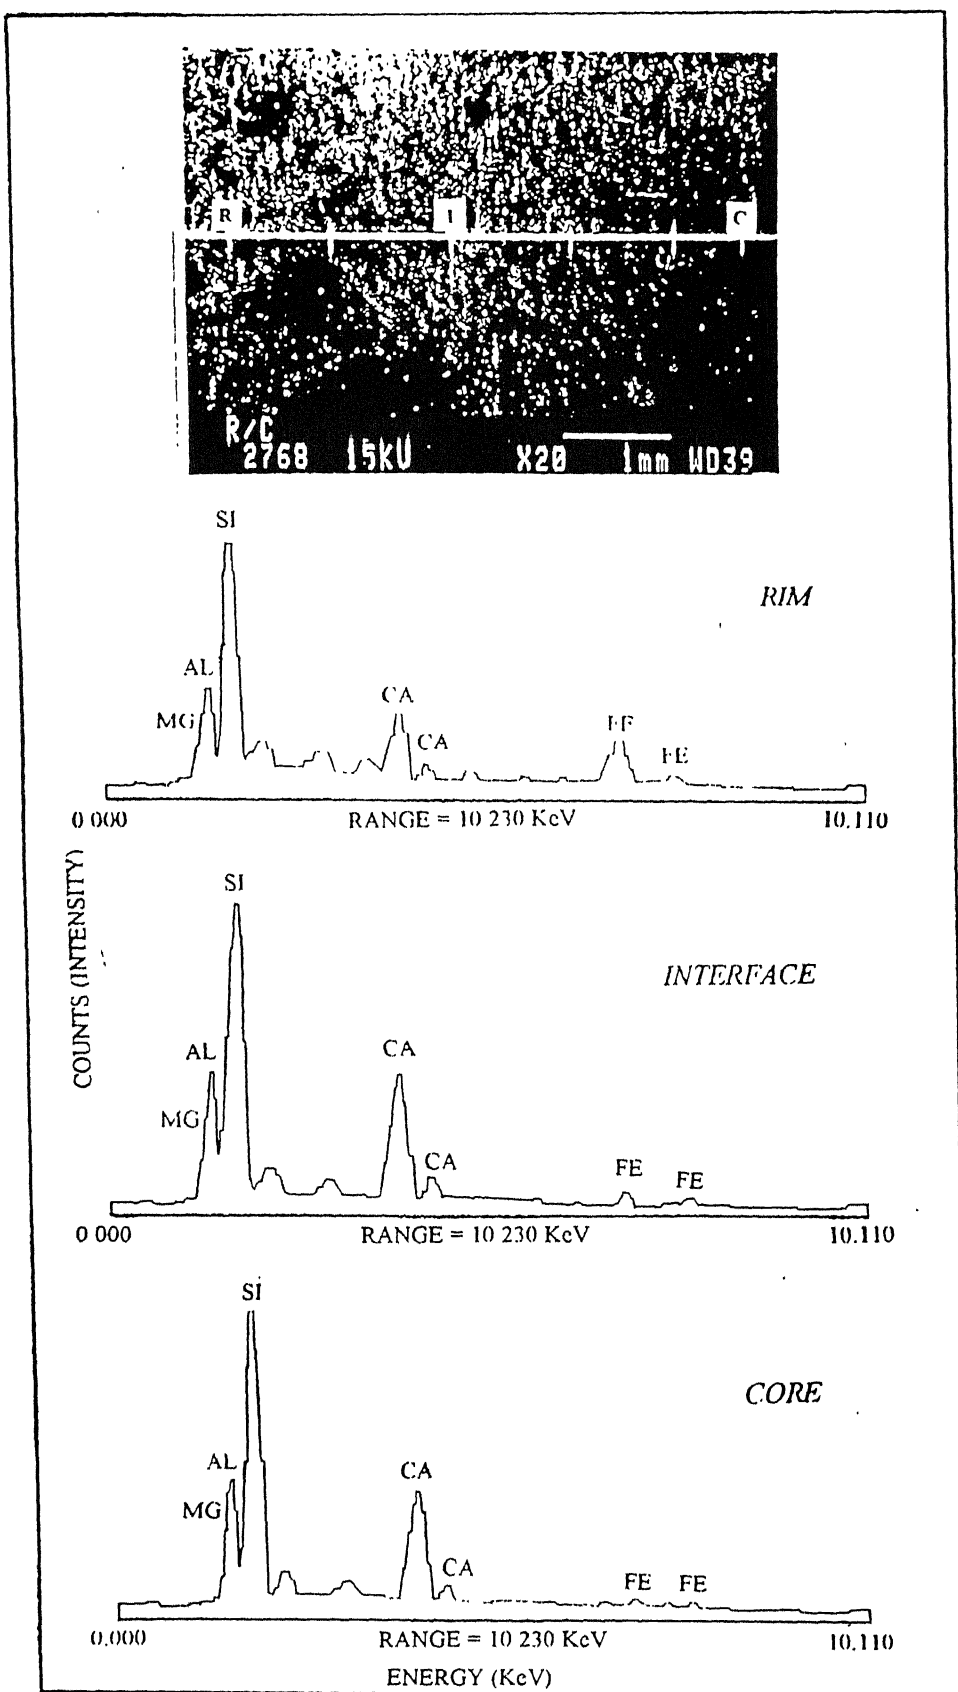 R I C
R/C
2768 15KU X20 1mm WD39
SI
RIM
AL
CA
MG
CA
FE
FE
0 000 RANGE = 10 230 KeV 10.110
COUNTS (INTENSITY)
SI
INTERFACE
AL
CA
MG
CA
FE
FE
0 000 RANGE = 10 230 KeV 10.110
SI
CORE
AL
CA
MG
CA
FE
FE
0.000 RANGE = 10 230 KeV 10.110
ENERGY (KeV)